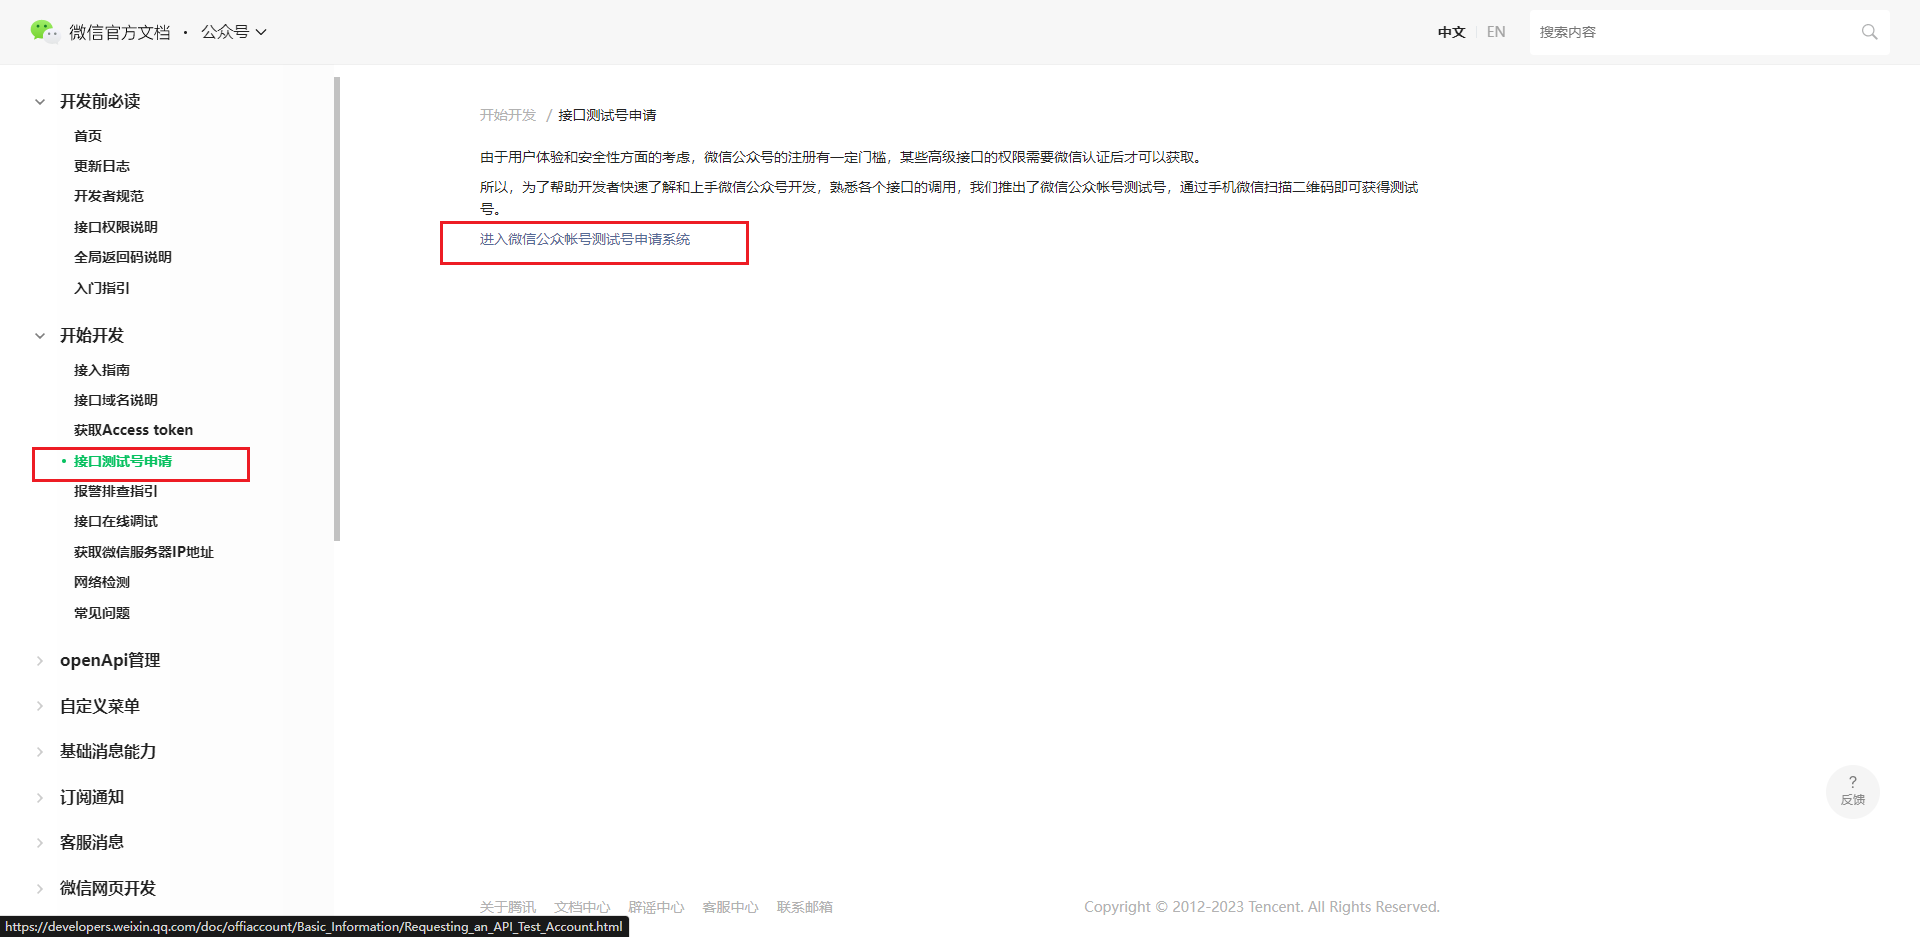 微信官方文档 · 公众号
中文 EN
搜索内容
开发前必读
首页
更新日志
开发者规范
接口权限说明
全局返回码说明
入门指引
开始开发
接入指南
接口域名说明
获取Access token
接口测试号申请
报警排查指引
接口在线调试
获取微信服务器IP地址
网络检测
常见问题
openApi管理
自定义菜单
基础消息能力
订阅通知
客服消息
微信网页开发
开始开发 / 接口测试号申请
由于用户体验和安全性方面的考虑，微信公众号的注册有一定门槛，某些高级接口的权限需要微信认证后才可以获取。
所以，为了帮助开发者快速了解和上手微信公众号开发，熟悉各个接口的调用，我们推出了微信公众帐号测试号，通过手机微信扫描二维码即可获得测试
号。
进入微信公众帐号测试号申请系统
?
反馈
关于腾讯 文档中心 辟谣中心 客服中心 联系邮箱
Copyright © 2012-2023 Tencent. All Rights Reserved.
https://developers.weixin.qq.com/doc/offiaccount/Basic_Information/Requesting_an_API_Test_Account.html